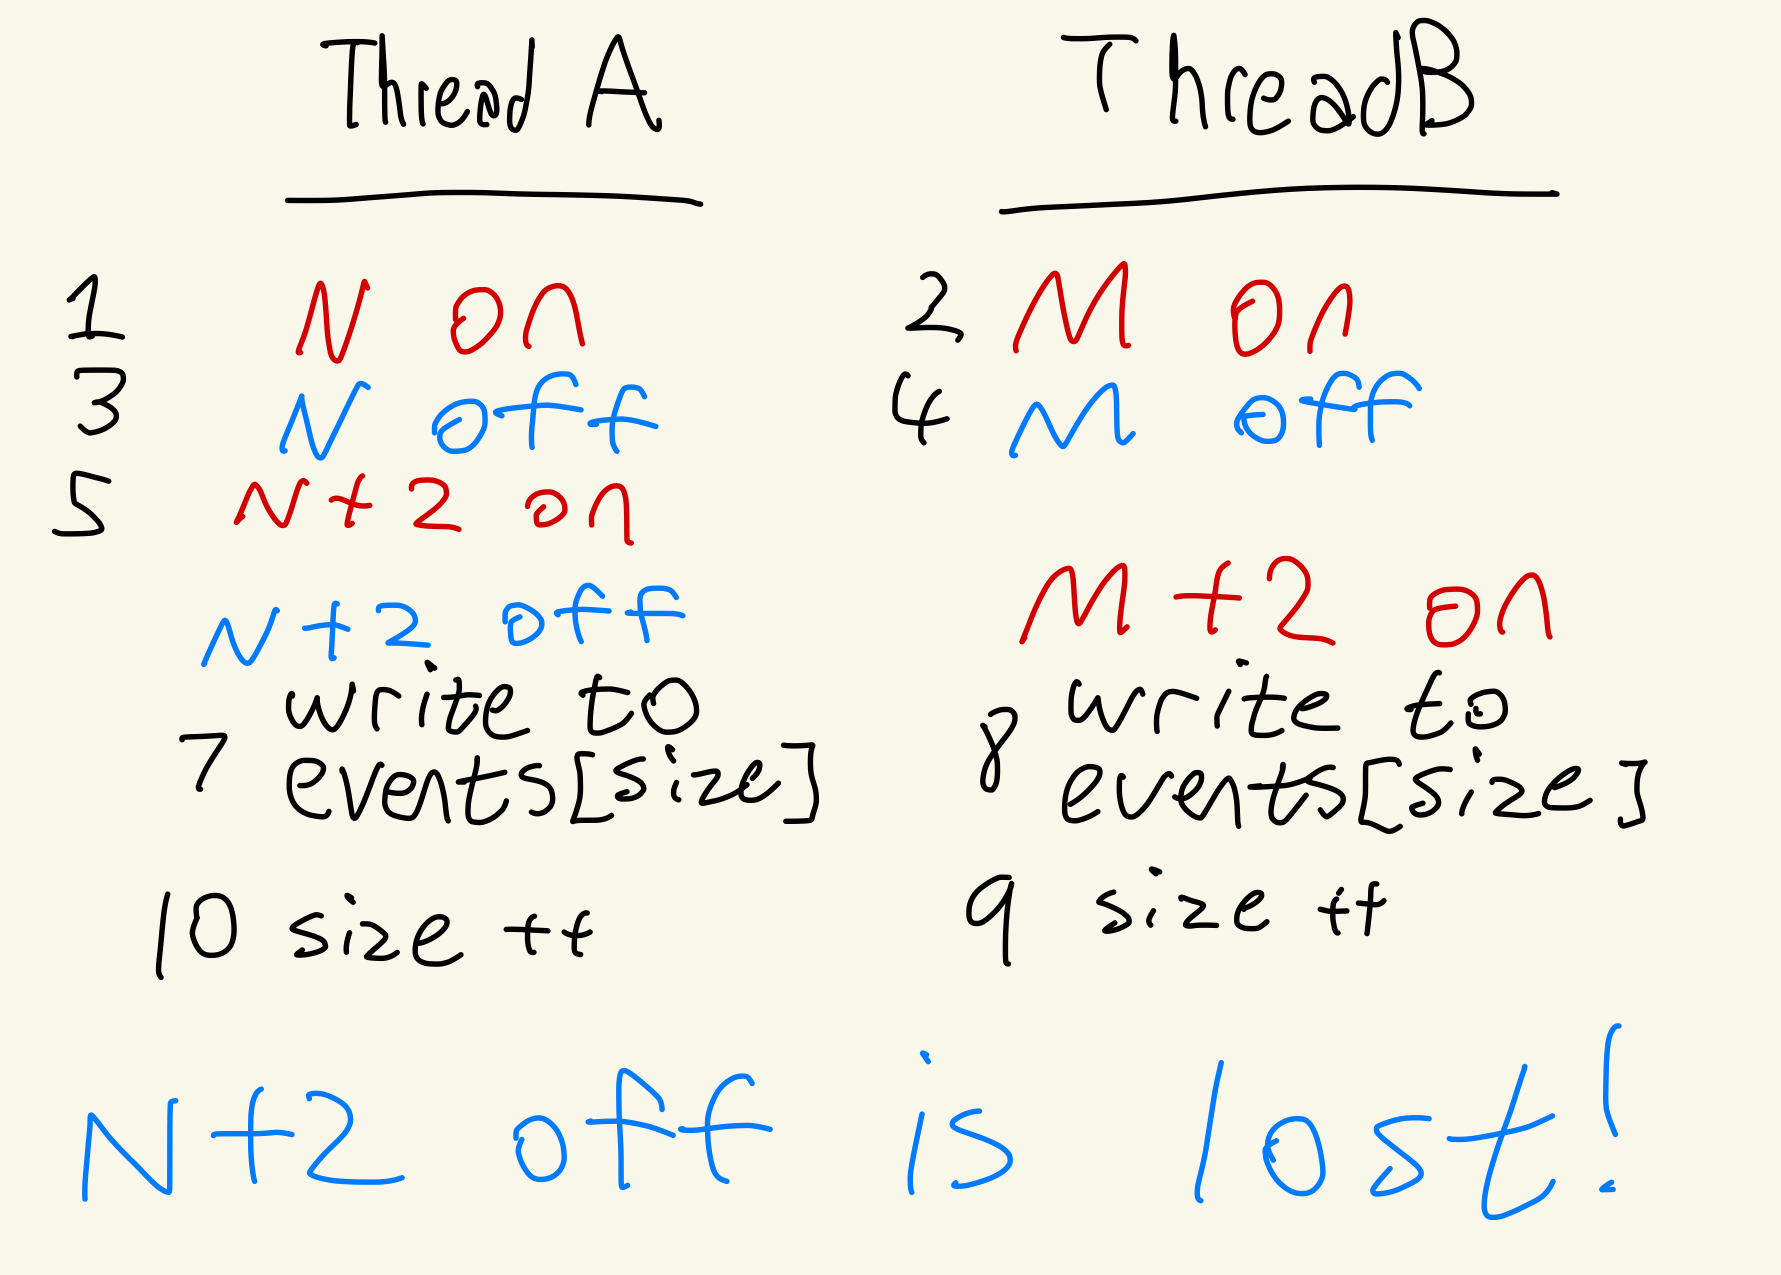 Thread A ThreadB
1 N on 2 M on
3 N off 4 M off
5 N+2 on
N+2 off M+2 on
write to write to
7 events[size] 8 events[size]
10 size ++ 9 size ++
N+2 off is lost!